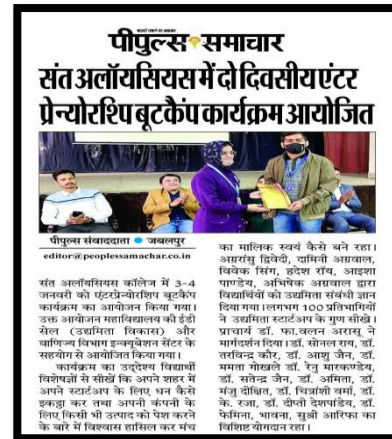 पीपुल्स समाचार
संत अलॉयसियस में दो दिवसीय एंटर
प्रेन्योरशिप बूटकैंप कार्यक्रम आयोजित
पीपुल्स संवाददाता ● जबलपुर
editor@peoplessamachar.co.in
संत अलॉयसियस कॉलेज में 3-4
जनवरी को एंटरप्रेन्योरशिप बूटकैंप
कार्यक्रम का आयोजन किया गया।
उक्त आयोजन महाविद्यालय की ईडी
सेल (उद्यमिता विकास) और
वाणिज्य विभाग इन्क्यूबेशन सेंटर के
सहयोग से आयोजित किया गया।
कार्यक्रम का उद्देश्य विद्यार्थी
विशेषज्ञों से सीखें कि अपने शहर में
अपने स्टार्टअप के लिए धन कैसे
इकट्ठा कर तथा अपनी कंपनी के
लिए किसी भी उत्पाद को पेश करने
के बारे में विश्वास हासिल कर मंच
का मालिक स्वयं कैसे बने रहा।
अग्रांसु द्विवेदी, दामिनी अग्रवाल,
विवेक सिंग, हृदेश रॉय, आइशा
पाण्डेय, अभिषेक अग्रवाल द्वारा
विद्यार्थियों को उद्यमिता संबंधी ज्ञान
दिया गया। लगभग 100 प्रतिभागियों
ने उद्यमिता स्टार्टअप के गुण सीखे।
प्राचार्य डॉ. फा.वलन अरासू ने
मार्गदर्शन दिया। डॉ. सोनल राय, डॉ.
तरविन्द कौर, डॉ. आशु जैन, डॉ.
ममता गोखले डॉ. रेनु मारकण्डेय,
डॉ. सतेन्द्र जैन, डॉ. अमिता, डॉ.
मंजु दीक्षित, डॉ. चित्रांशी वर्मा, डॉ.
के. रजा, डॉ. दीप्ती देशपांडेय, डॉ.
फेमिना, भावना, सुश्री आरिफा का
विशिष्ट योगदान रहा।